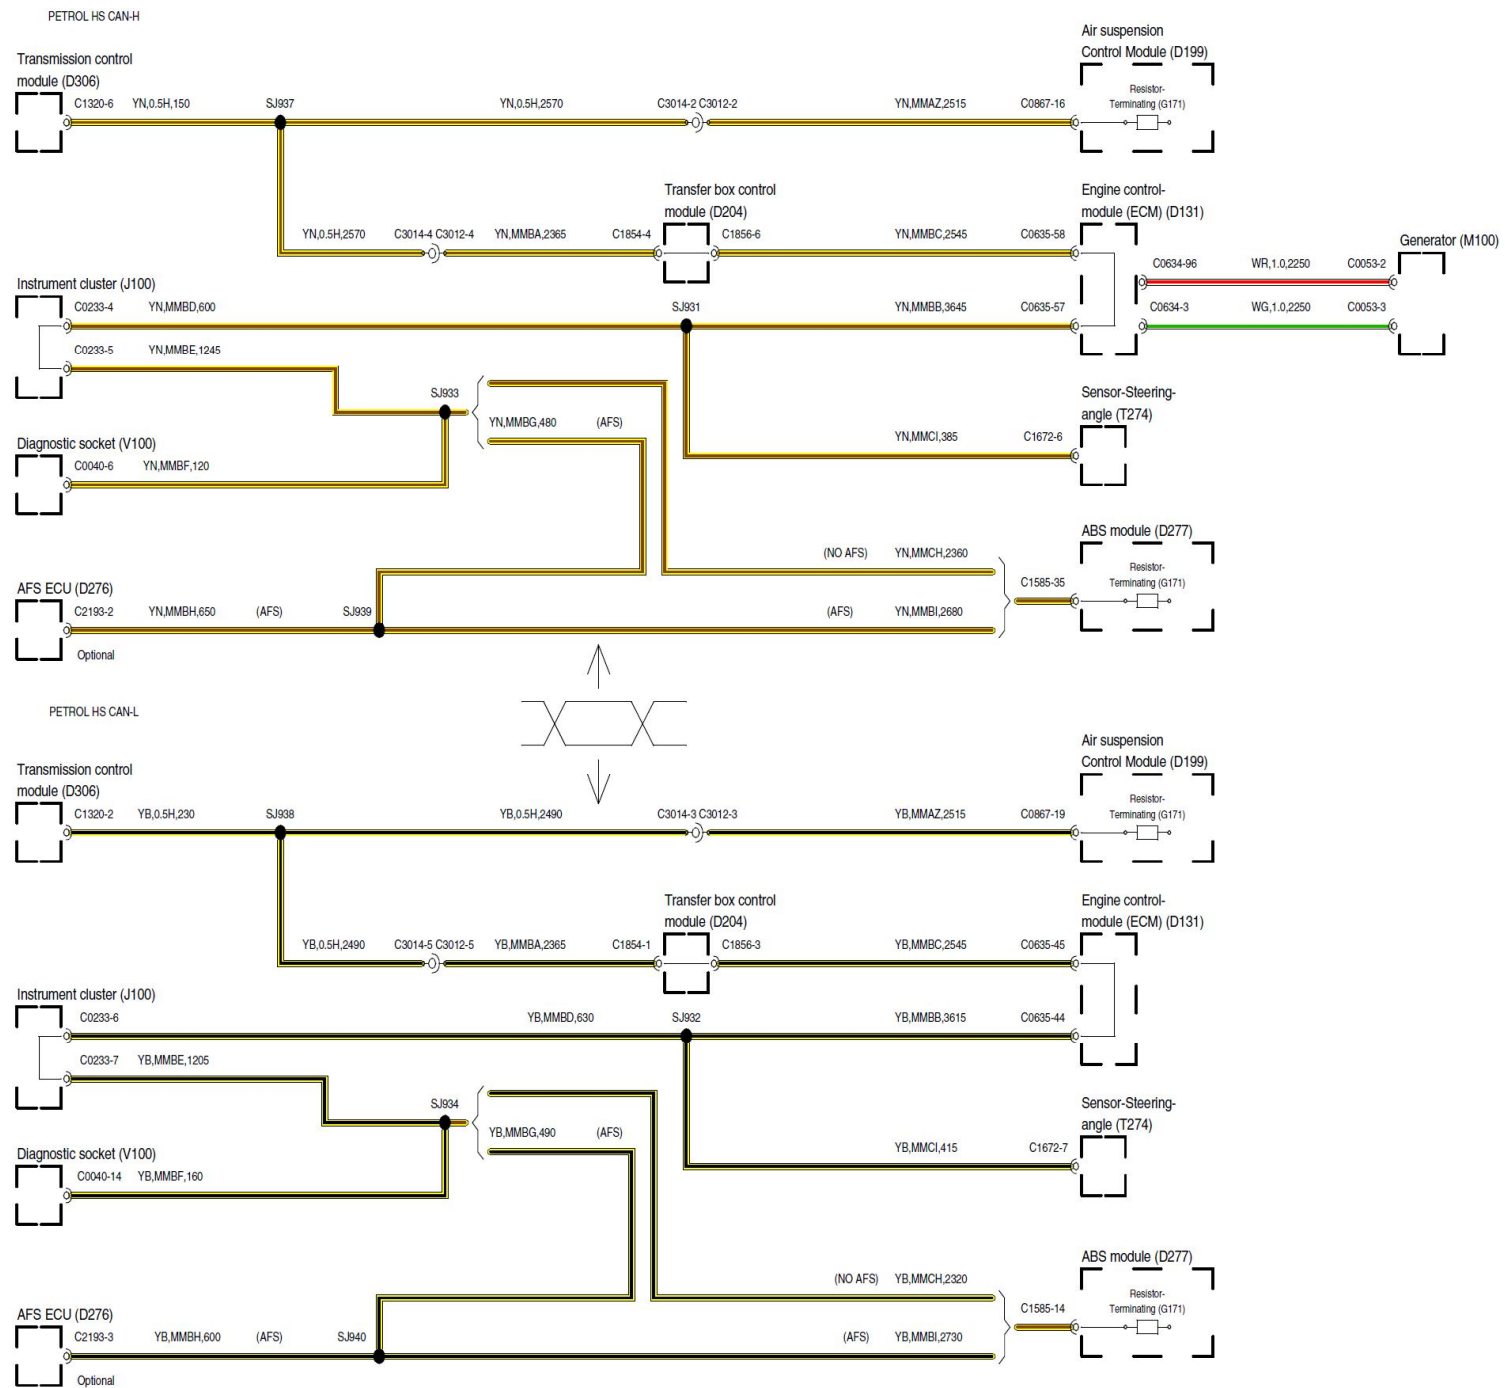 PETROL HS CAN-H
Air suspension
Control Module (D199)
Transmission control
module (D306)
Resistor-
Terminating (G171)
C1320-6 YN,0.5H,150 SJ937 YN,0.5H,2570 C3014-2 C3012-2 YN,MMAZ,2515 C0867-16
Transfer box control
module (D204)
Engine control-
module (ECM) (D131)
YN,0.5H,2570 C3014-4 C3012-4 YN,MMBA,2365 C1854-4 C1856-6 YN,MMBC,2545 C0635-58
Generator (M100)
C0634-96 WR,1.0,2250 C0053-2
Instrument cluster (J100)
C0233-4 YN,MMBD,600 SJ931 YN,MMBB,3645 C0635-57 C0634-3 WG,1.0,2250 C0053-3
C0233-5 YN,MMBE,1245
SJ933
Sensor-Steering-
angle (T274)
YN,MMBG,480 (AFS)
YN,MMCI,385 C1672-6
Diagnostic socket (V100)
C0040-6 YN,MMBF,120
ABS module (D277)
Resistor-
Terminating (G171)
(NO AFS) YN,MMCH,2360
C1585-35
AFS ECU (D276)
C2193-2 YN,MMBH,650 (AFS) SJ939 (AFS) YN,MMBI,2680
Optional
PETROL HS CAN-L
Air suspension
Control Module (D199)
Transmission control
module (D306)
Resistor-
Terminating (G171)
C1320-2 YB,0.5H,230 SJ938 YB,0.5H,2490 C3014-3 C3012-3 YB,MMAZ,2515 C0867-19
Transfer box control
module (D204)
Engine control-
module (ECM) (D131)
YB,0.5H,2490 C3014-5 C3012-5 YB,MMBA,2365 C1854-1 C1856-3 YB,MMBC,2545 C0635-45
Instrument cluster (J100)
C0233-6 YB,MMBD,630 SJ932 YB,MMBB,3615 C0635-44
C0233-7 YB,MMBE,1205
SJ934
Sensor-Steering-
angle (T274)
YB,MMBG,490 (AFS)
YB,MMCI,415 C1672-7
Diagnostic socket (V100)
C0040-14 YB,MMBF,160
ABS module (D277)
Resistor-
Terminating (G171)
(NO AFS) YB,MMCH,2320
C1585-14
AFS ECU (D276)
C2193-3 YB,MMBH,600 (AFS) SJ940 (AFS) YB,MMBI,2730
Optional